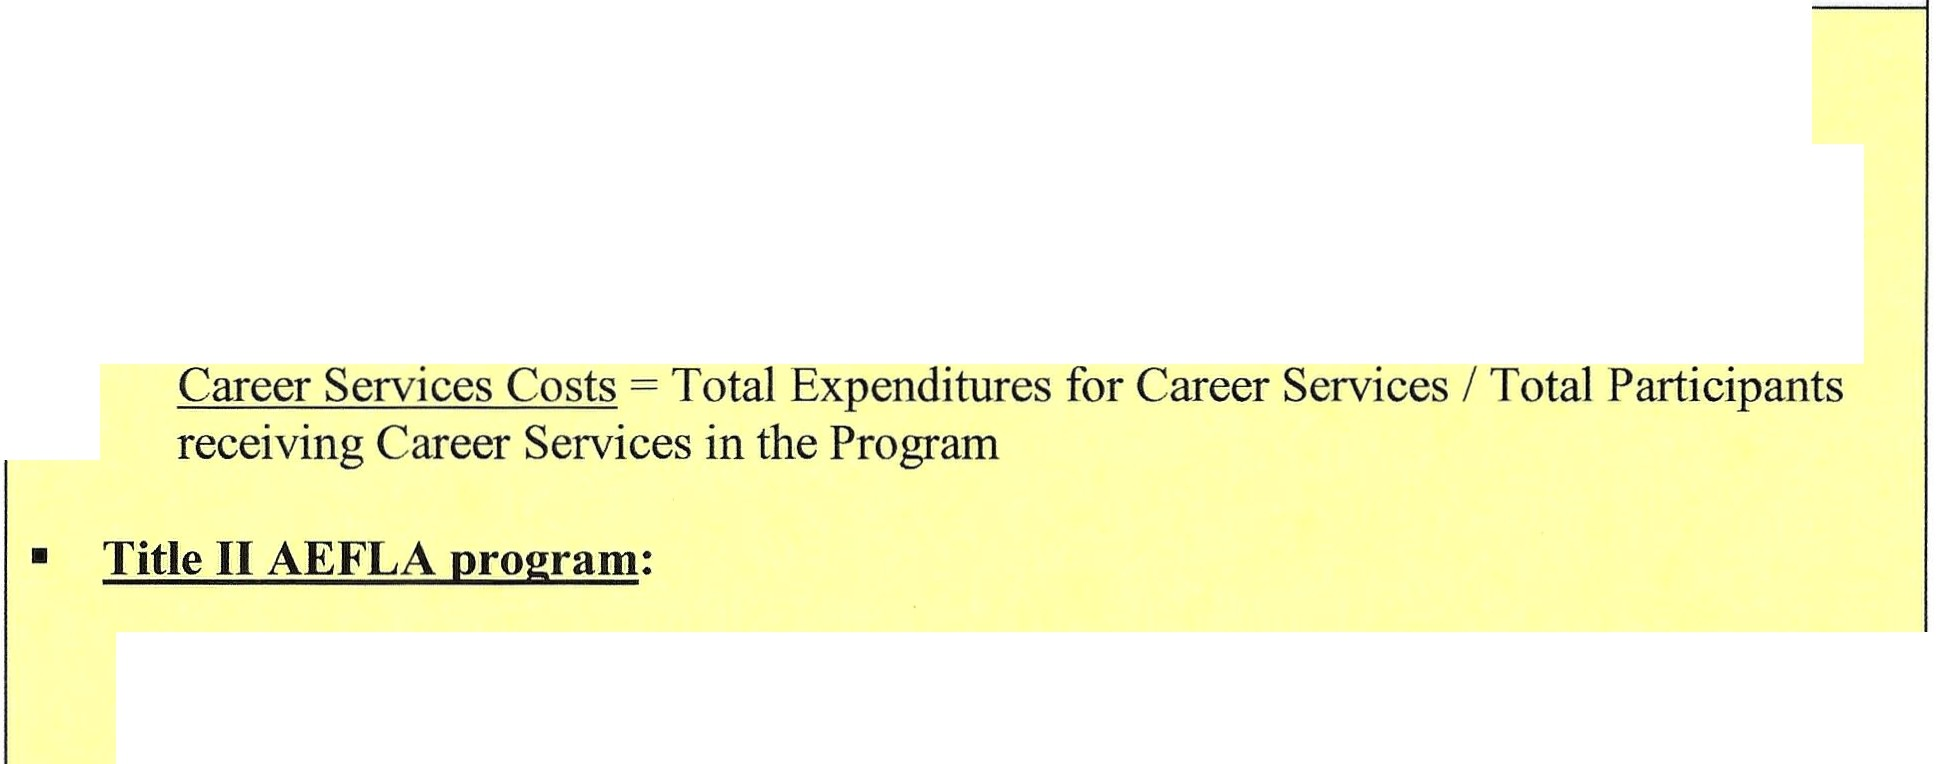 Career Services Costs = Total Expenditures for Career Services / Total Participants
receiving Career Services in the Program
▪ Title II AEFLA program: